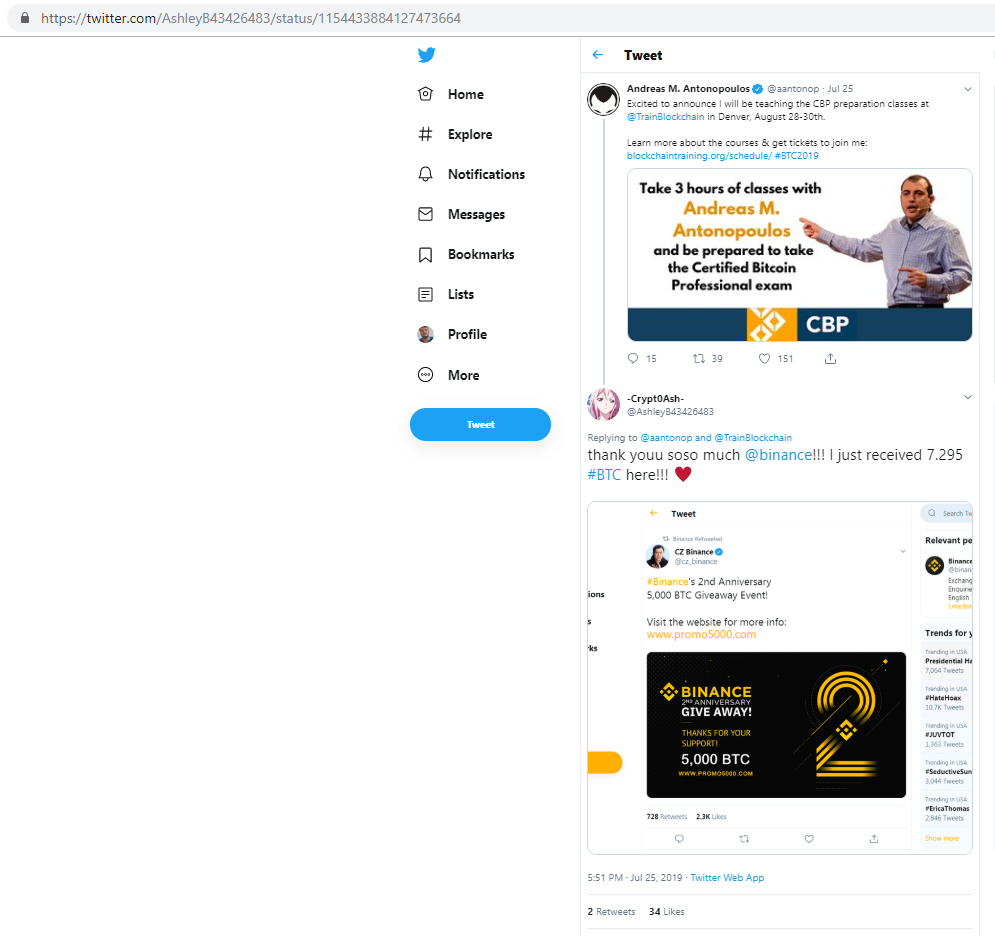 https://twitter.com/AshleyB43426483/status/1154433884127473664
Home
Explore
Notifications
Messages
Bookmarks
Lists
Profile
More
Tweet
Tweet
Andreas M. Antonopoulos @aantonop · Jul 25
Excited to announce I will be teaching the CBP preparation classes at
@TrainBlockchain in Denver, August 28-30th.
Learn more about the courses & get tickets to join me:
blockchaintraining.org/schedule/ #BTC2019
Take 3 hours of classes with
Andreas M.
Antonopoulos
and be prepared to take
the Certified Bitcoin
Professional exam
CBP
15 39 151
-Crypt0Ash-
@AshleyB43426483
Replying to @aantonop and @TrainBlockchain
thank youu soso much @binance!!! I just received 7.295
#BTC here!!! ♥
Tweet
Binance Retweeted
CZ Binance
@cz_binance
#Binance's 2nd Anniversary
5,000 BTC Giveaway Event!
Visit the website for more info:
www.promo5000.com
BINANCE
2ND ANNIVERSARY
GIVE AWAY!
THANKS FOR YOUR
SUPPORT!
5,000 BTC
WWW.PROMO5000.COM
2
728 Retweets 2.3K Likes
ions
s
ks
Search Tw
Relevant pe
Binance
@binan
Exchang
Enquirie
English
t.me/bin
Trends for y
Trending in USA
Presidential Ha
7,064 Tweets
Trending in USA
#HateHoax
10.7K Tweets
Trending in USA
#JUVTOT
1,363 Tweets
Trending in USA
#SeductiveSun
3,044 Tweets
Trending in USA
#EricaThomas
2,846 Tweets
Show more
5:51 PM · Jul 25, 2019 · Twitter Web App
2 Retweets 34 Likes